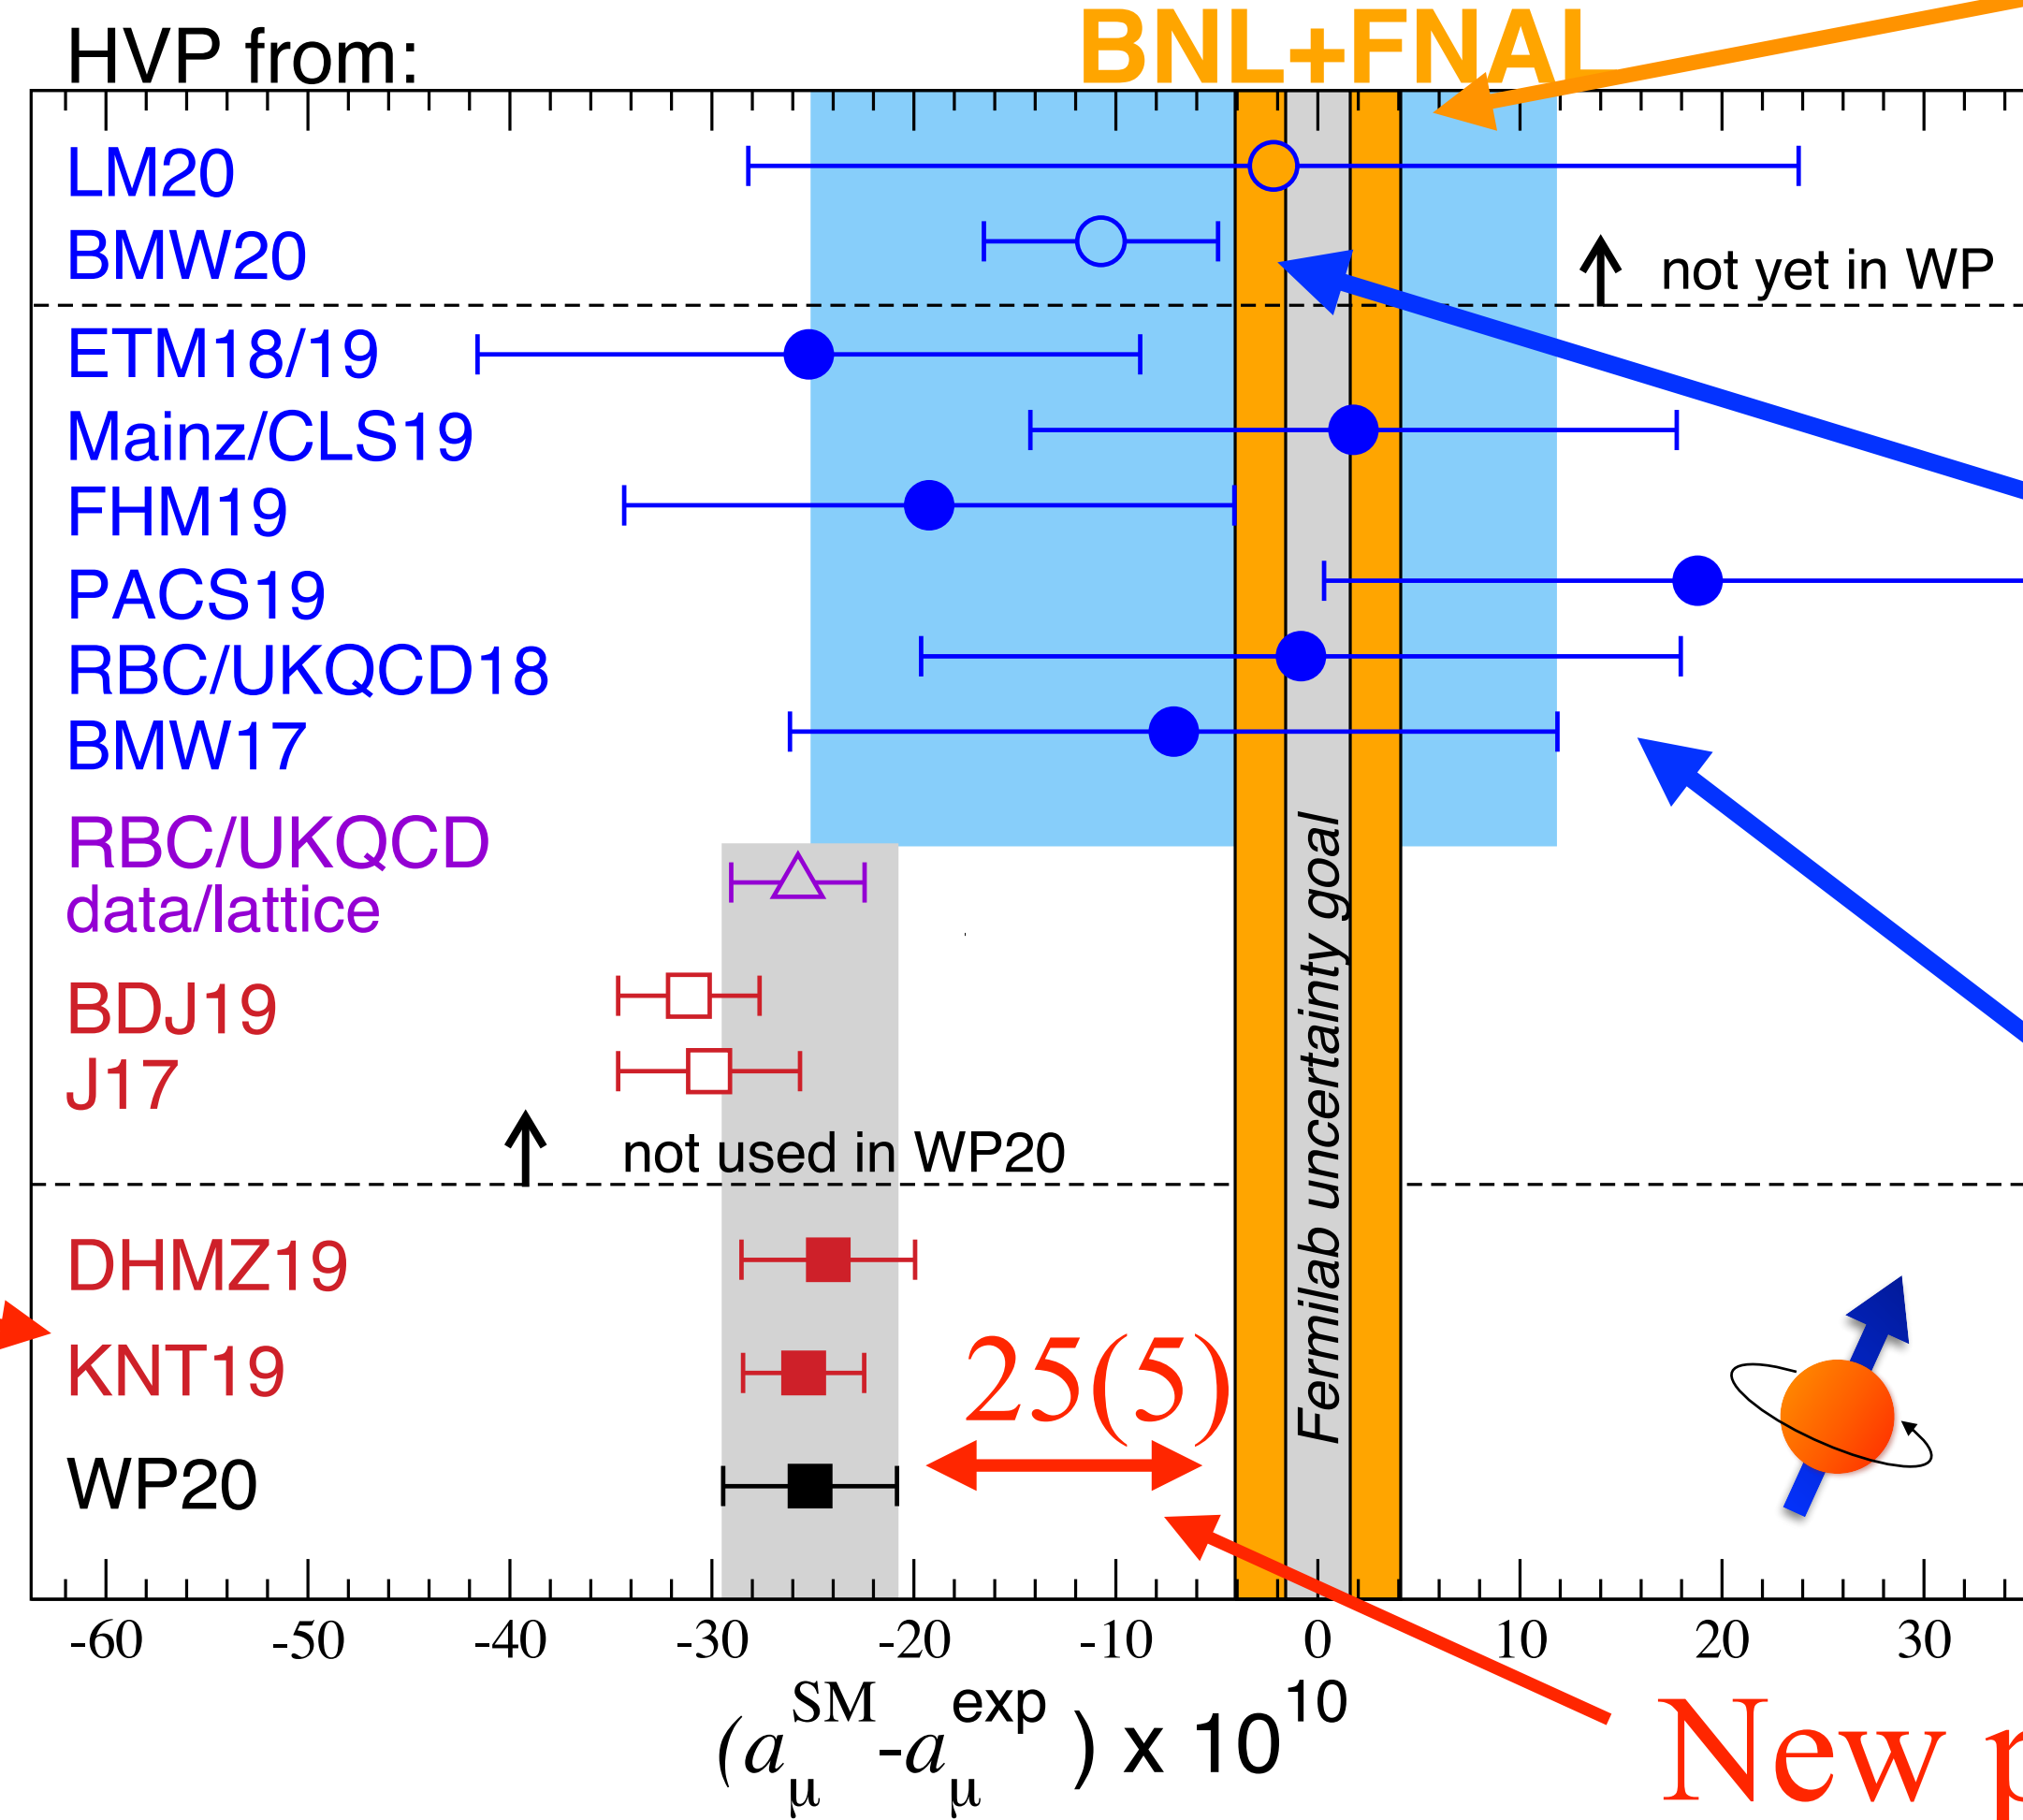 HVP from:
BNL+FNAL
LM20
BMW20
not yet in WP
ETM18/19
Mainz/CLS19
FHM19
PACS19
RBC/UKQCD18
BMW17
RBC/UKQCD
data/lattice
BDJ19
J17
not used in WP20
Fermilab uncertainty goal
DHMZ19
KNT19
25(5)
WP20
-60 -50 -40 -30 -20 -10 0 10 20 30
(aμSM-aμexp) x 10^10
New